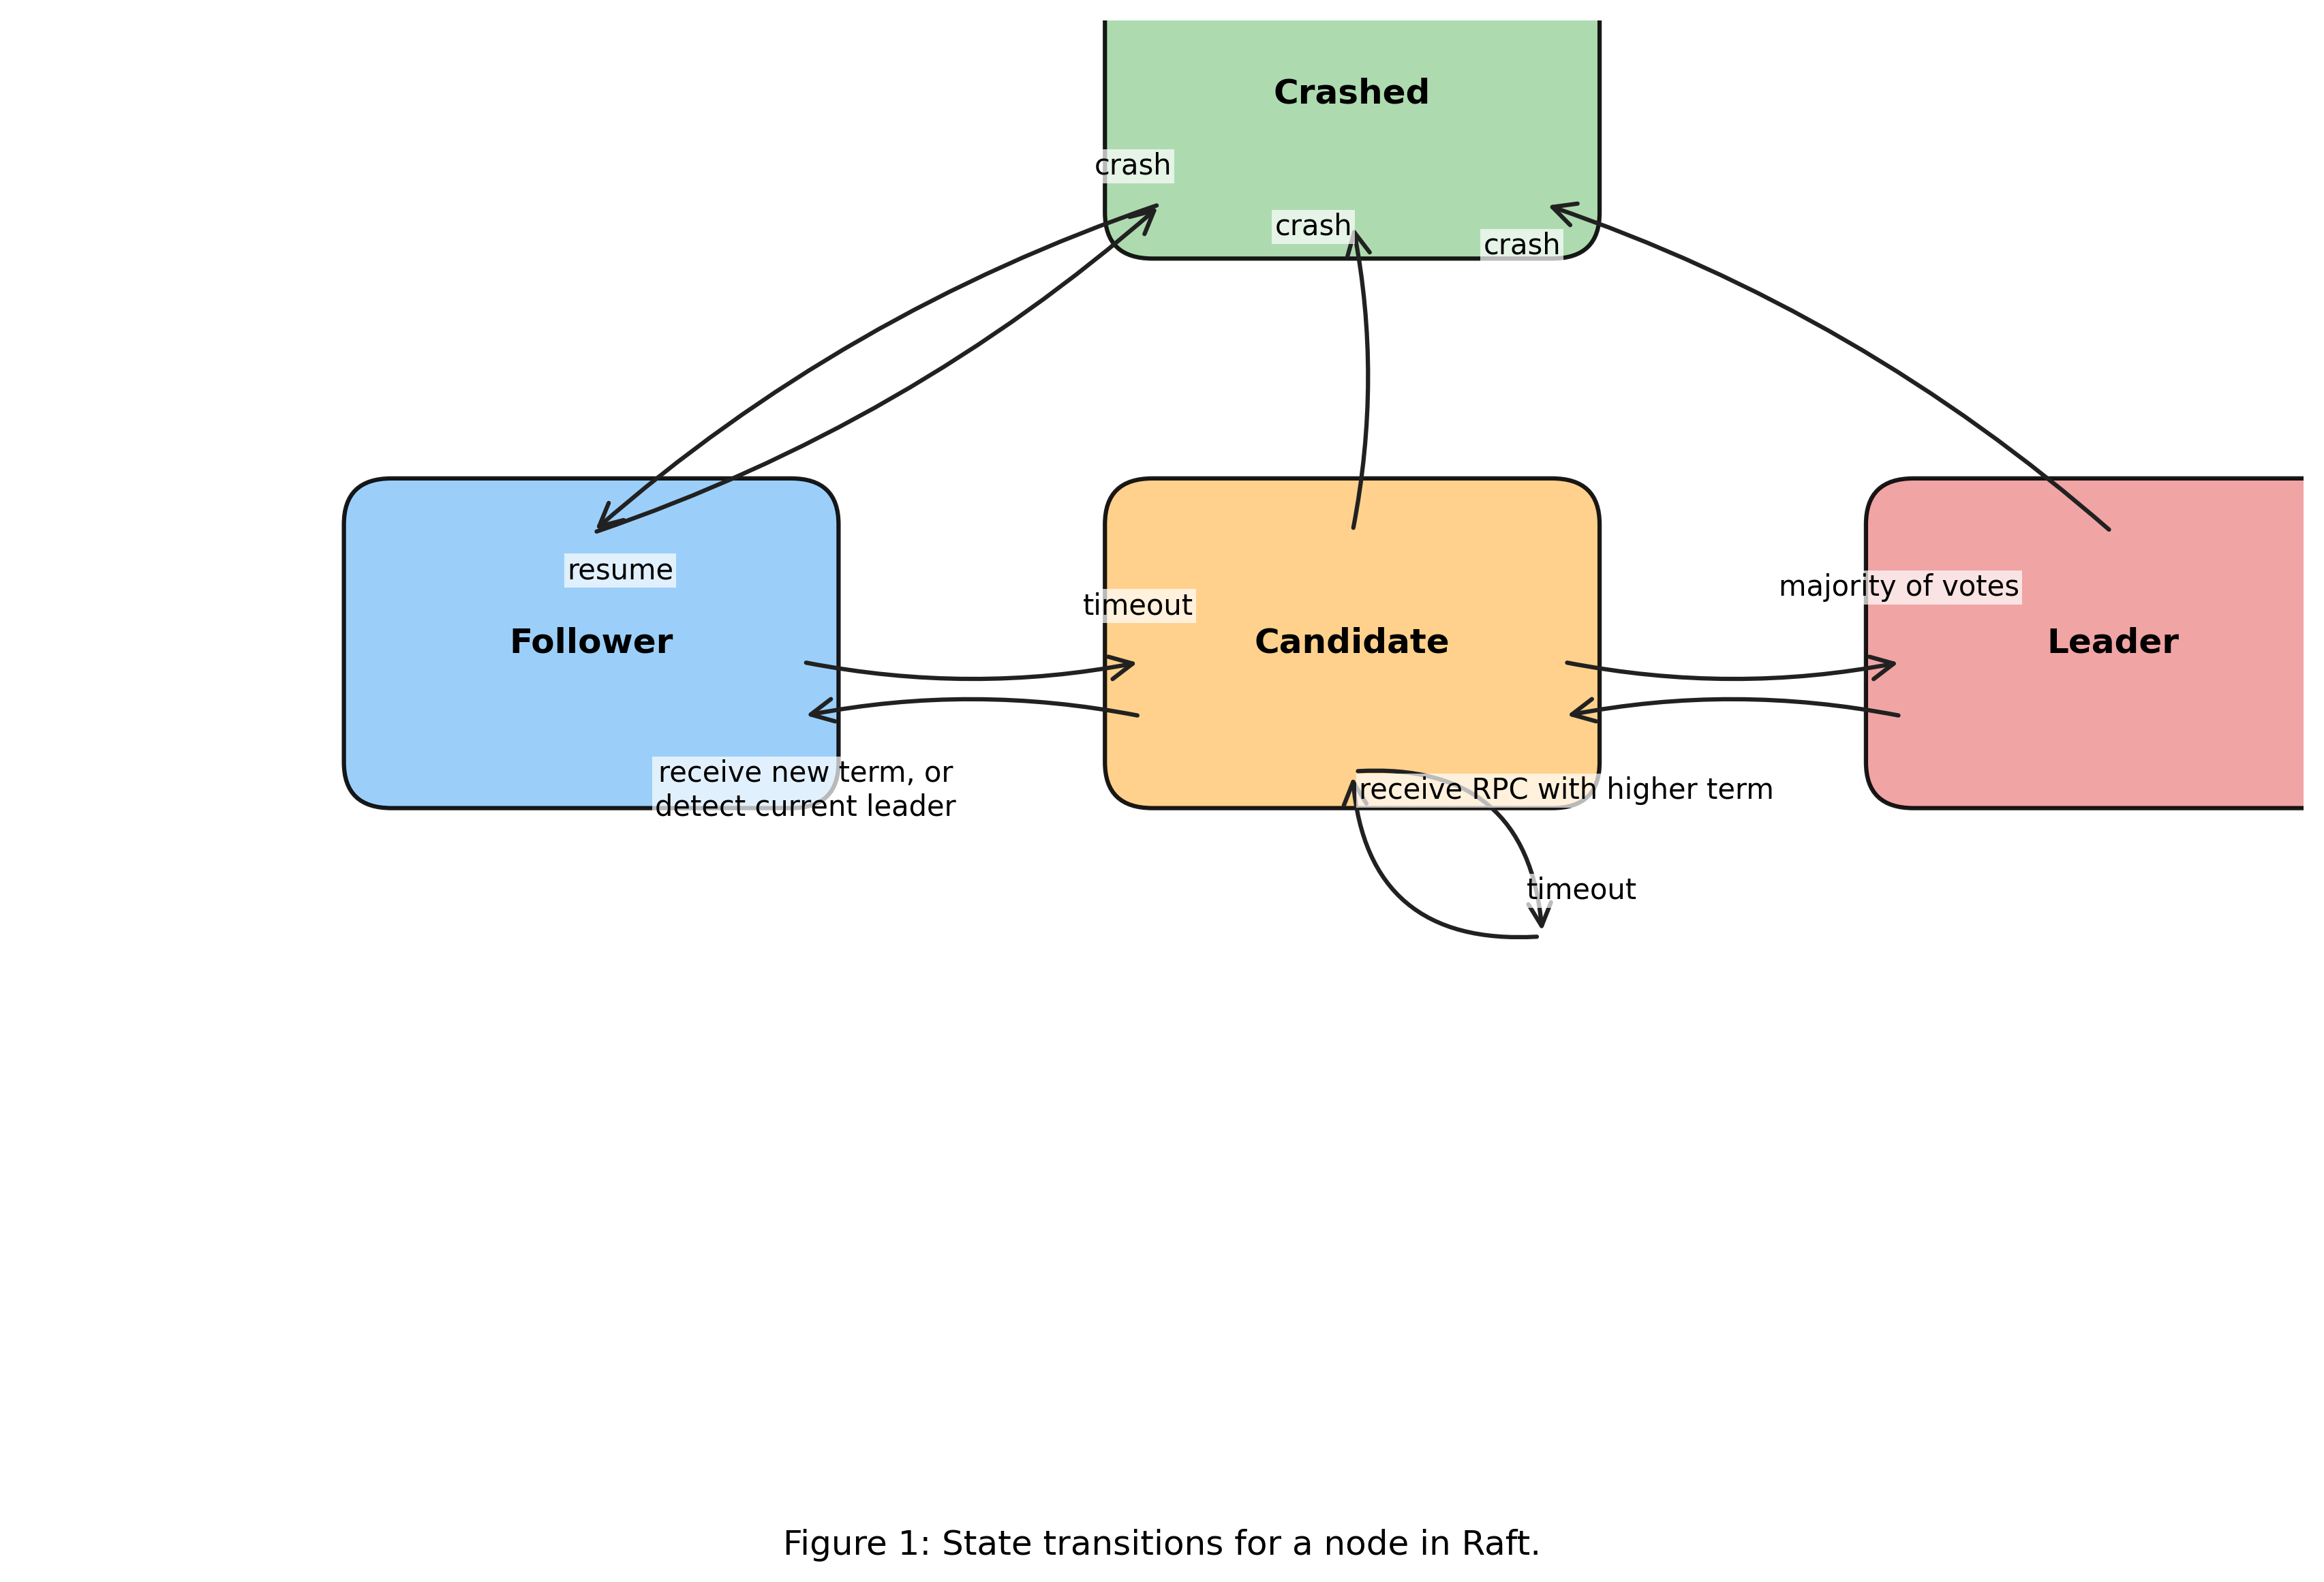 Crashed
crash
crash
crash
resume
timeout
majority of votes
Follower
Candidate
Leader
receive new term, or
detect current leader
receive RPC with higher term
timeout
Figure 1: State transitions for a node in Raft.